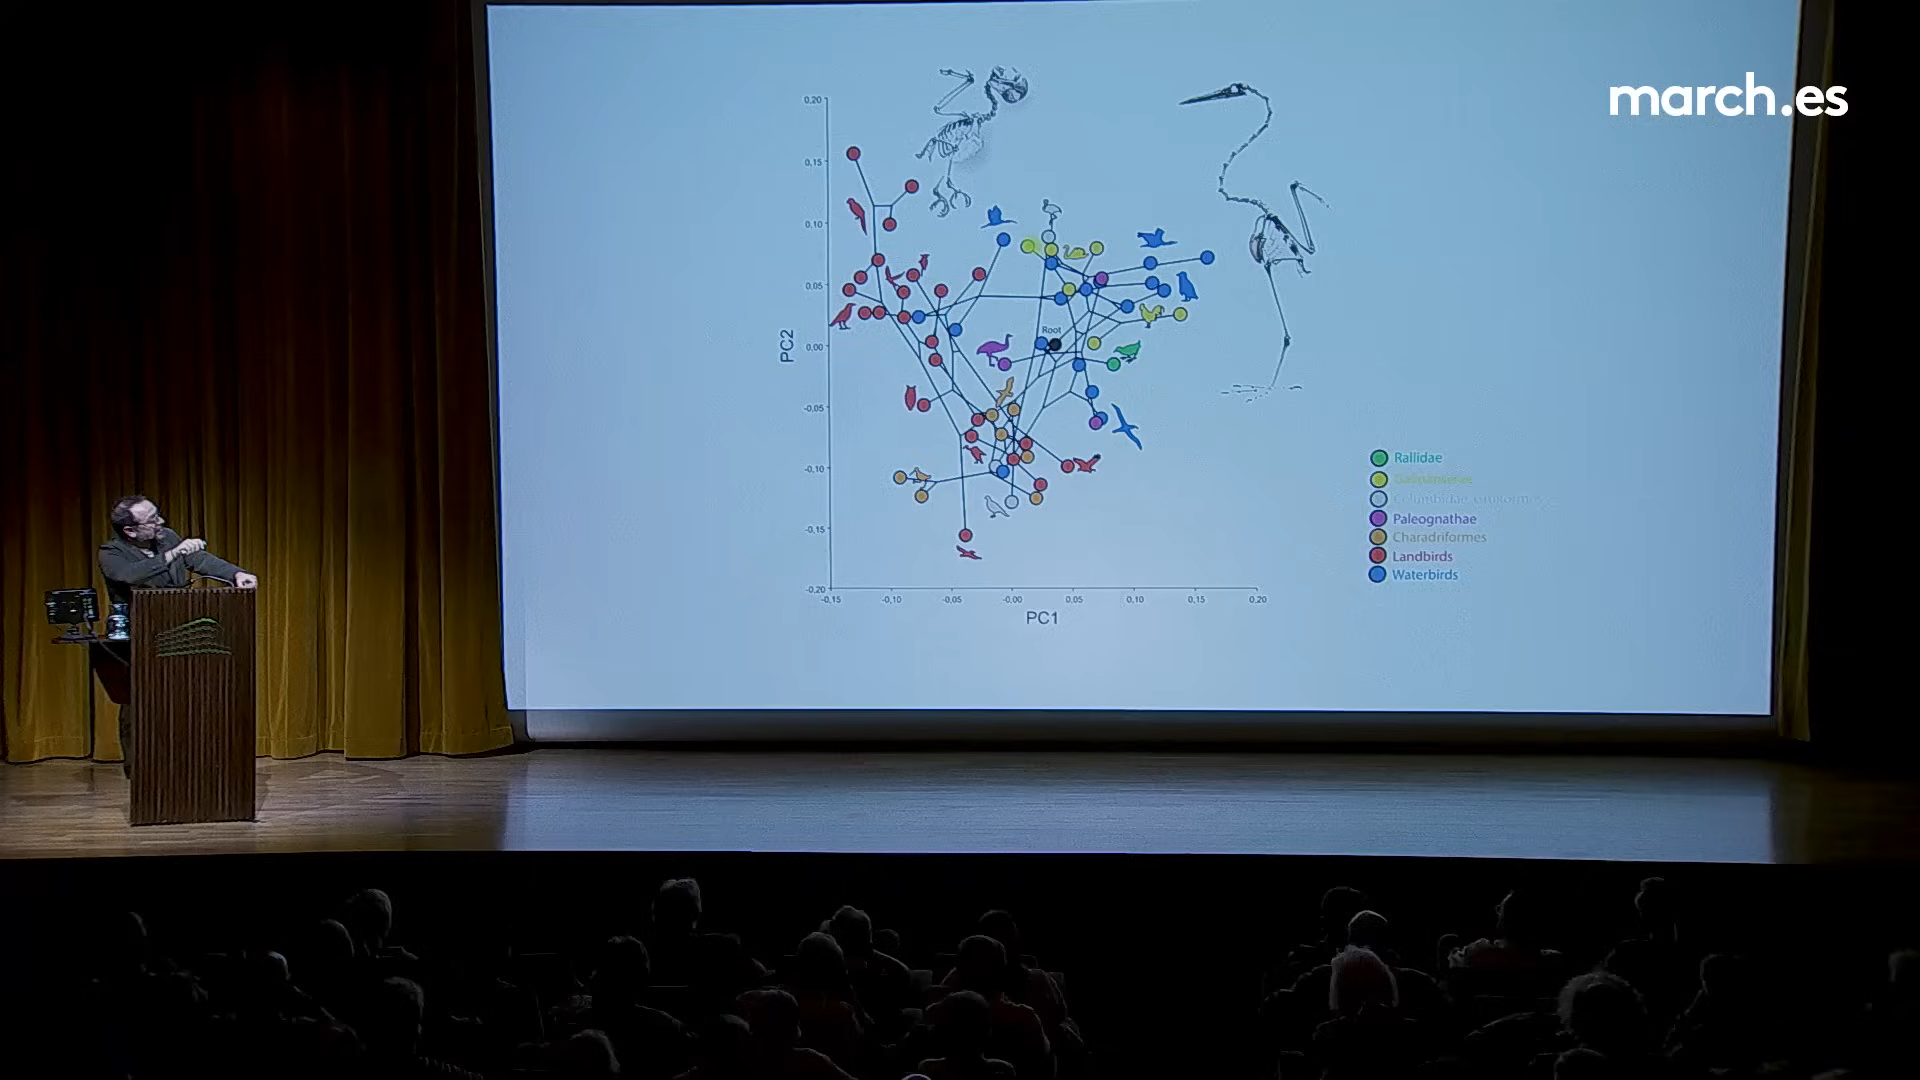 march.es
0,20
0,15
0,10
0,05
0,00
-0,05
-0,10
-0,15
-0,20
PC2
Root
-0,15 -0,10 -0,05 -0,00 0,05 0,10 0,15 0,20
PC1
Rallidae
Paleognathae
Charadriformes
Landbirds
Waterbirds